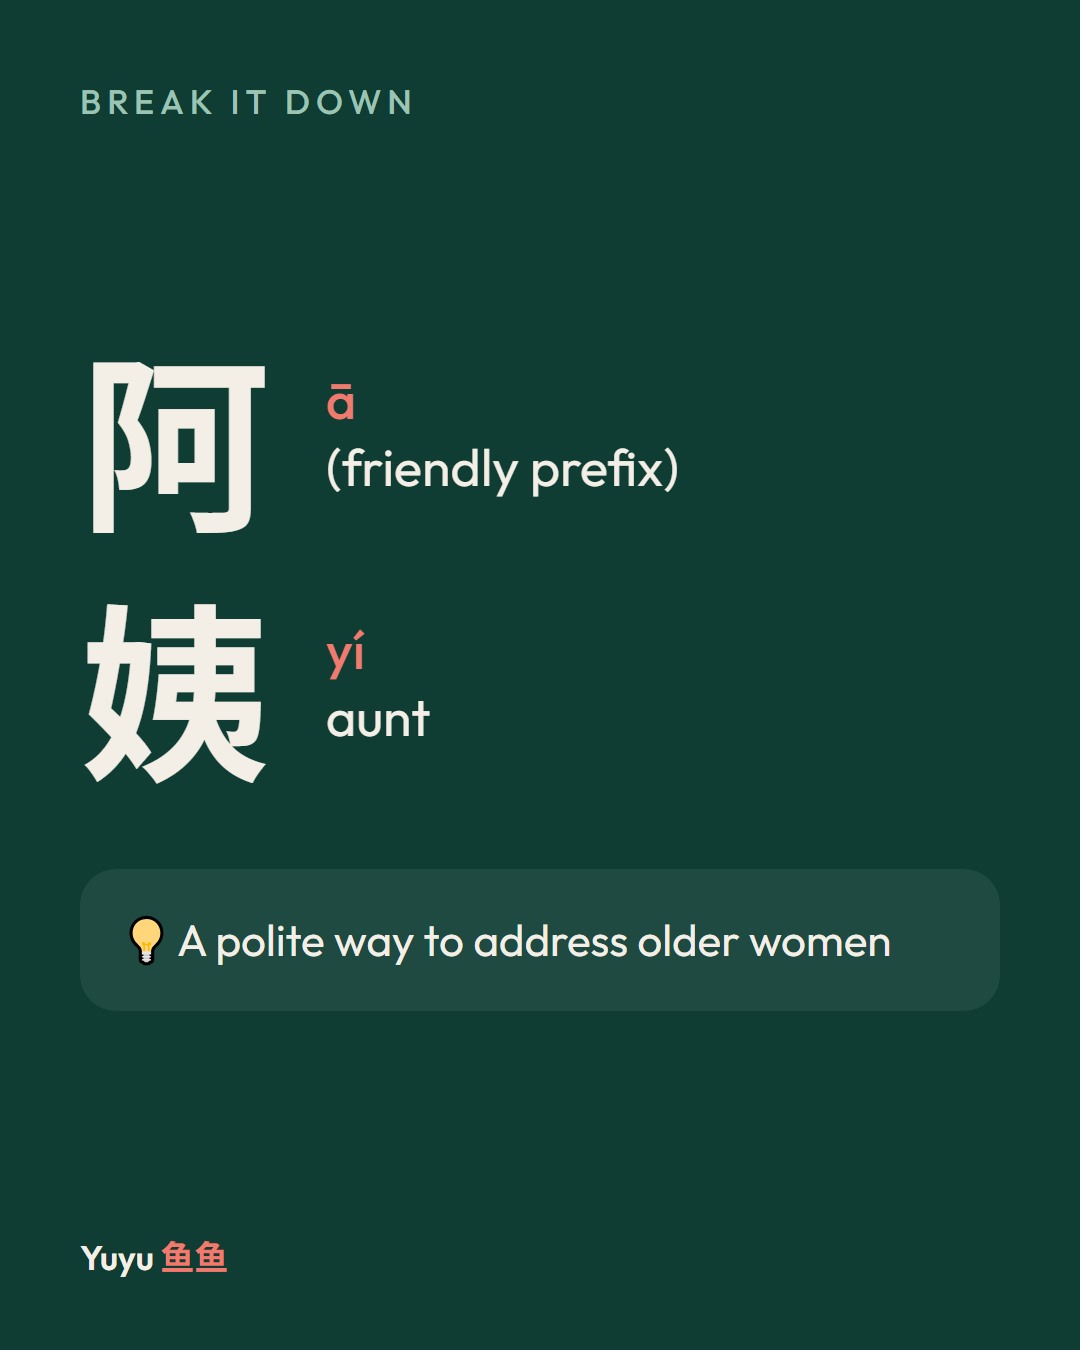 BREAK IT DOWN
阿
ā
(friendly prefix)
姨
yí
aunt
💡 A polite way to address older women
Yuyu 鱼鱼